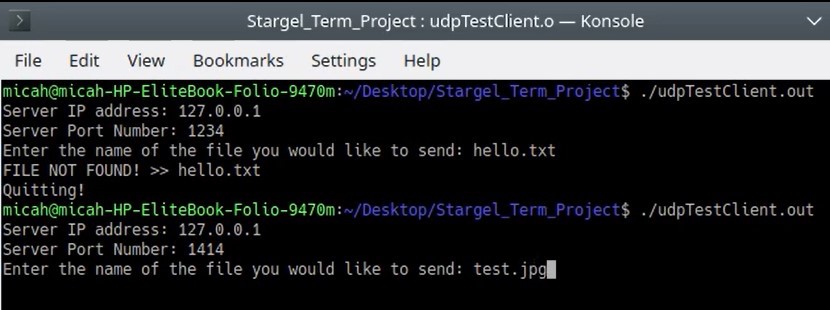 Stargel_Term_Project : udpTestClient.o — Konsole
File Edit View Bookmarks Settings Help
micah@micah-HP-EliteBook-Folio-9470m:~/Desktop/Stargel_Term_Project$ ./udpTestClient.out
Server IP address: 127.0.0.1
Server Port Number: 1234
Enter the name of the file you would like to send: hello.txt
FILE NOT FOUND! >> hello.txt
Quitting!
micah@micah-HP-EliteBook-Folio-9470m:~/Desktop/Stargel_Term_Project$ ./udpTestClient.out
Server IP address: 127.0.0.1
Server Port Number: 1414
Enter the name of the file you would like to send: test.jpg